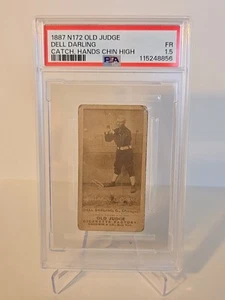 1887 N172 OLD JUDGE
DELL DARLING FR
CATCH, HANDS CHIN HIGH 1.5
PSA 115248856
OLD JUDGE
CIGARETTE FACTORY